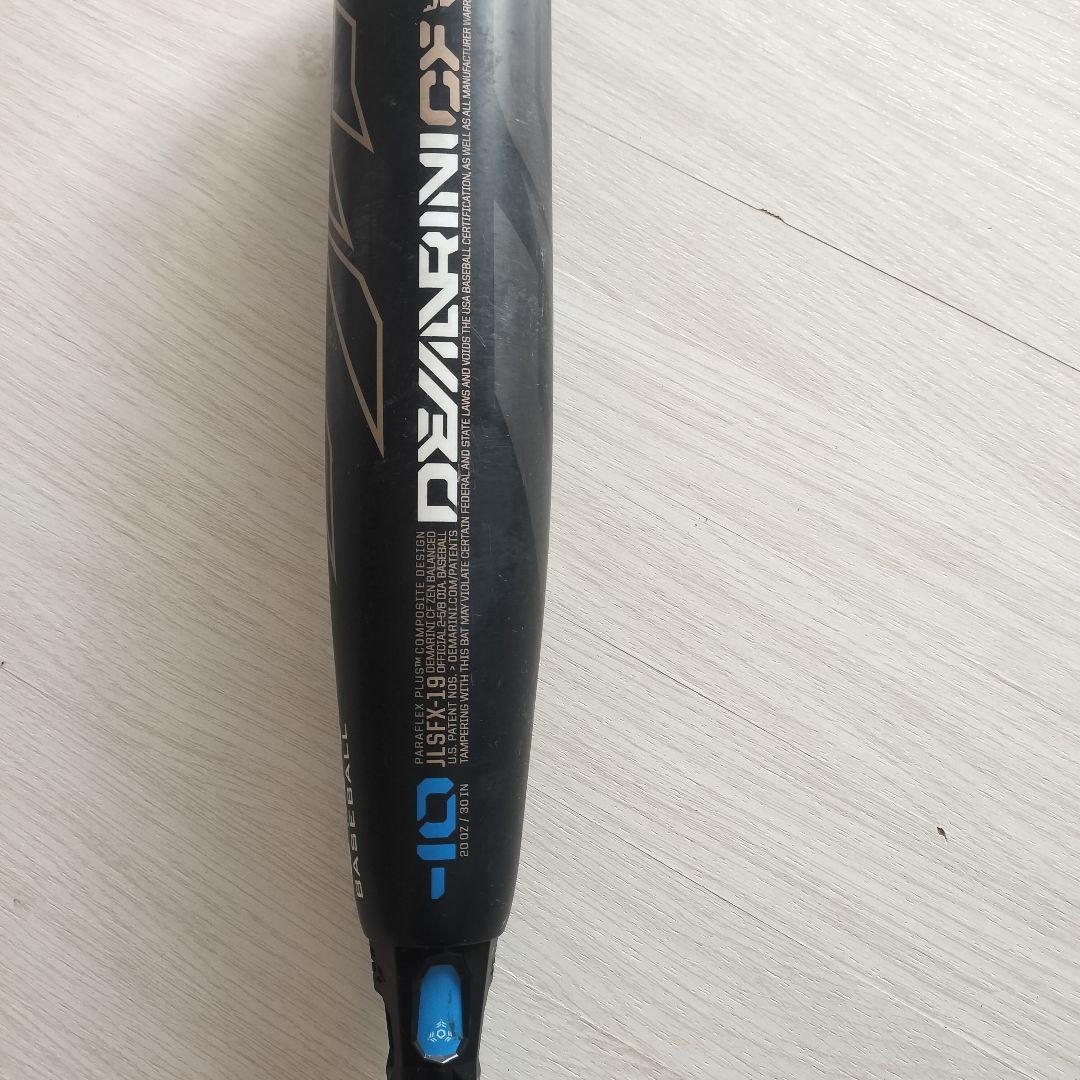 DEMARINI CF
PARAFLEX PLUS™ COMPOSITE DESIGN
JLSFX-19 DEMARINI CF ZEN BALANCED
OFFICIAL 2-5/8 DIA. BASEBALL
U.S. PATENT NOS. > DEMARINI.COM/PATENTS
TAMPERING WITH THIS BAT MAY VIOLATE CERTAIN FEDERAL AND STATE LAWS AND VOIDS THE USA BASEBALL CERTIFICATION, AS WELL AS ALL MANUFACTURER WARR
-10
20 OZ / 30 IN
BASEBALL